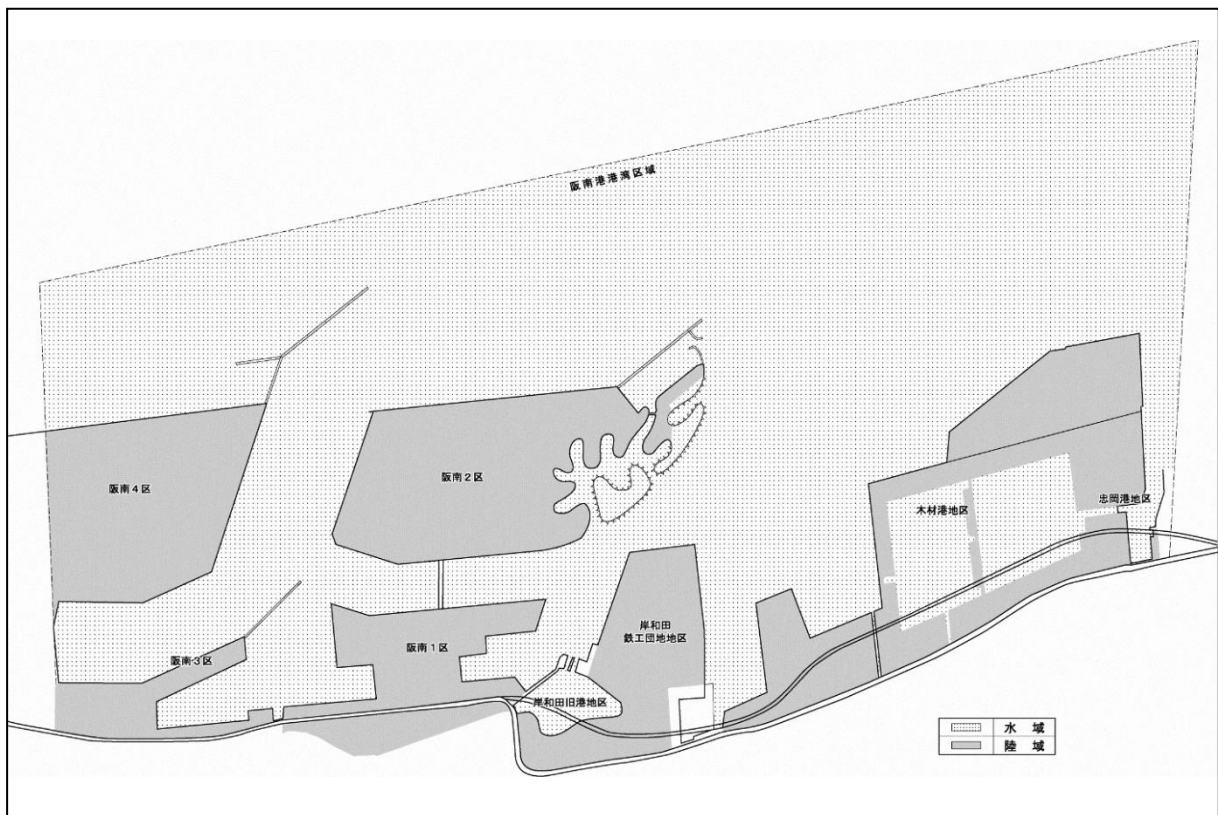 阪南港港湾区域
阪南4区
阪南2区
木材港地区
忠岡港地区
岸和田
鉄工団地地区
阪南1区
阪南3区
岸和田旧港地区
水 域
陸 域